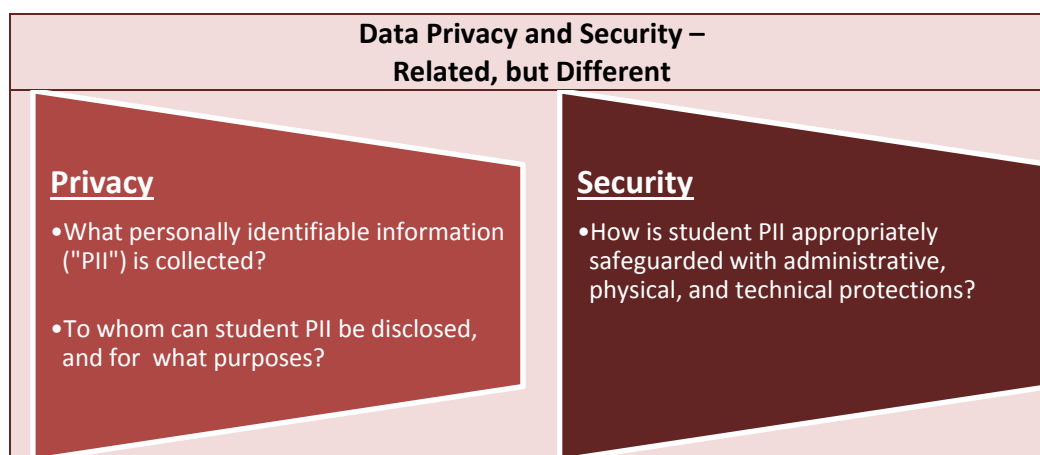 Data Privacy and Security –
Related, but Different
Privacy
•What personally identifiable information
("PII") is collected?
•To whom can student PII be disclosed,
and for what purposes?
Security
•How is student PII appropriately
safeguarded with administrative,
physical, and technical protections?